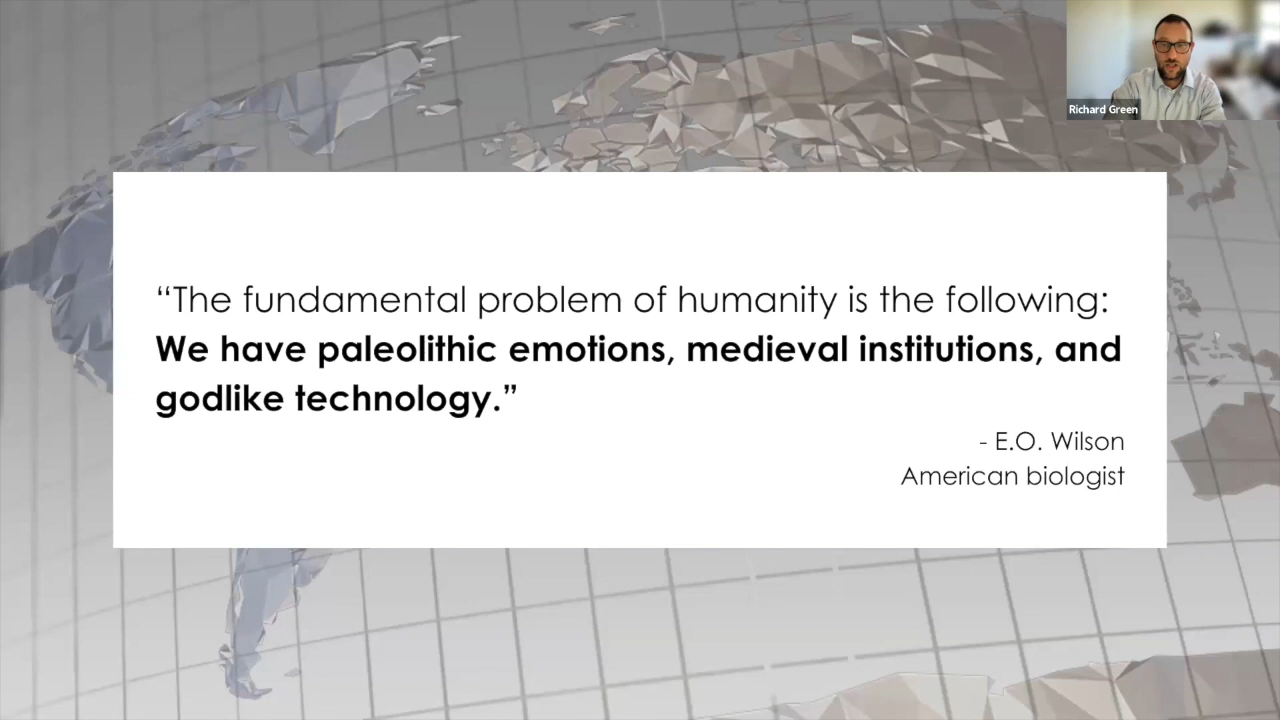 Richard Green
“The fundamental problem of humanity is the following:
We have paleolithic emotions, medieval institutions, and
godlike technology.”
- E.O. Wilson
American biologist